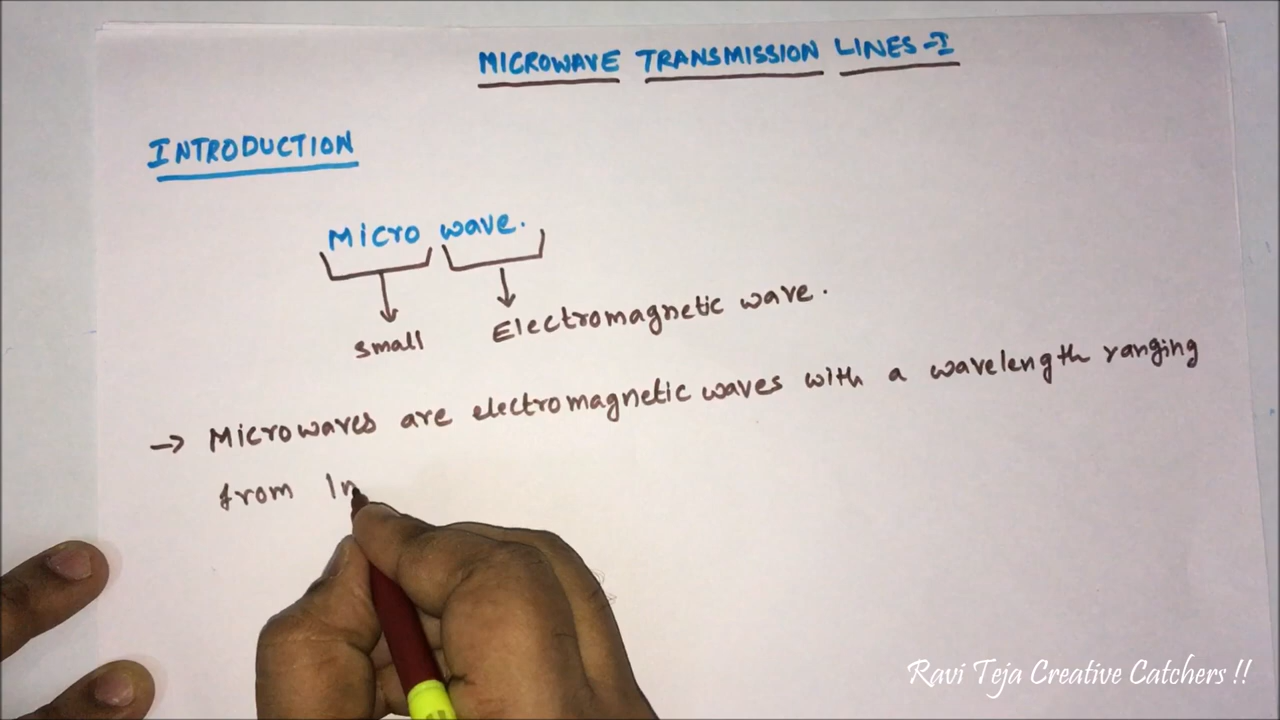 MICROWAVE TRANSMISSION LINES-I
INTRODUCTION
Micro wave.
small Electromagnetic wave.
→ Microwaves are electromagnetic waves with a wavelength ranging
from 1m
Ravi Teja Creative Catchers !!